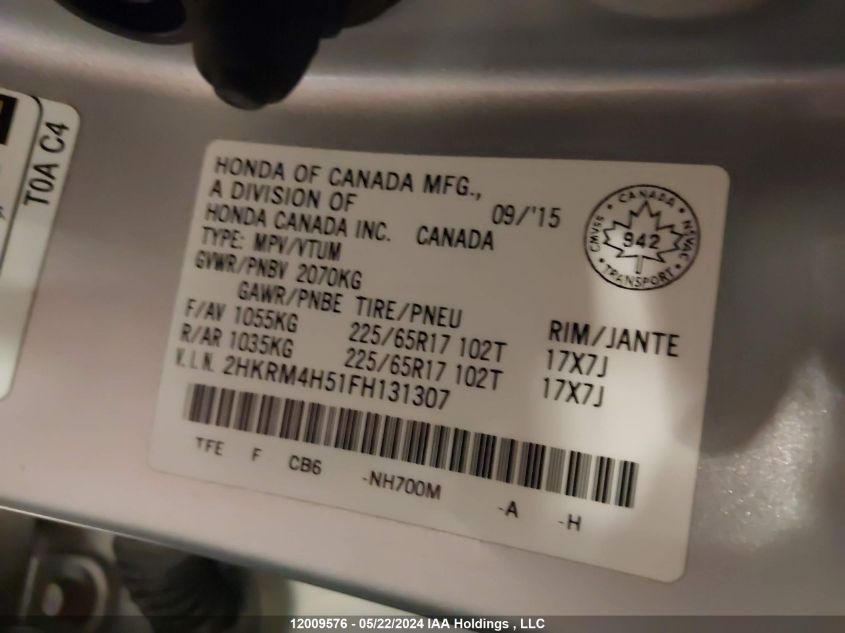 T0A C4
HONDA OF CANADA MFG.,
A DIVISION OF
HONDA CANADA INC. CANADA 09/'15
TYPE: MPV/VTUM
GVWR/PNBV 2070KG
GAWR/PNBE TIRE/PNEU RIM/JANTE
F/AV 1055KG 225/65R17 102T 17X7J
R/AR 1035KG 225/65R17 102T 17X7J
V.I.N. 2HKRM4H51FH131307
TFE F CB6 -NH700M -A -H
CANADA
CMVSS 942 NSVAC
TRANSPORT
12009576 - 05/22/2024 IAA Holdings , LLC